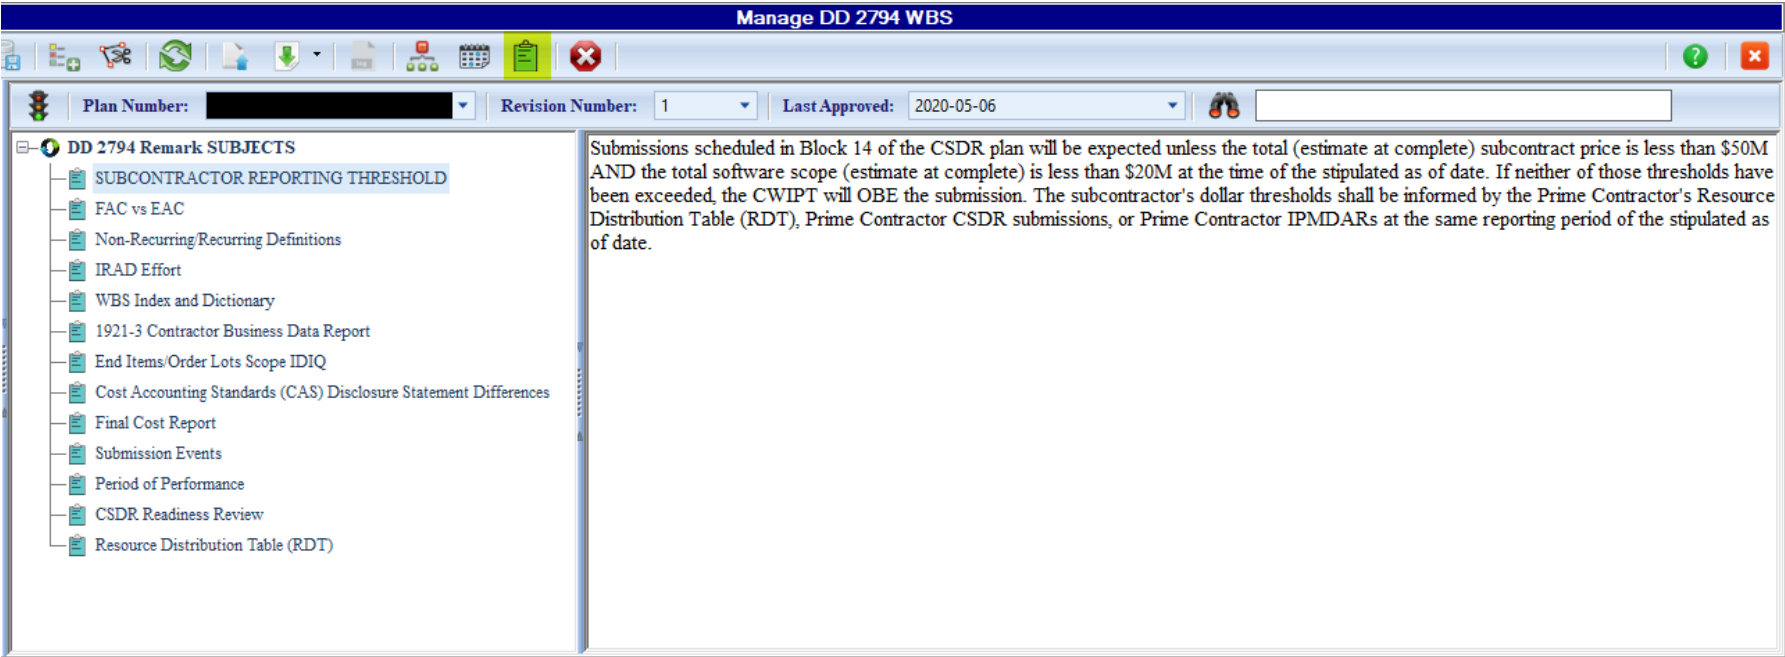 Manage DD 2794 WBS
Plan Number:
Revision Number:
1
Last Approved:
2020-05-06
DD 2794 Remark SUBJECTS
SUBCONTRACTOR REPORTING THRESHOLD
FAC vs EAC
Non-Recurring/Recurring Definitions
IRAD Effort
WBS Index and Dictionary
1921-3 Contractor Business Data Report
End Items/Order Lots Scope IDIQ
Cost Accounting Standards (CAS) Disclosure Statement Differences
Final Cost Report
Submission Events
Period of Performance
CSDR Readiness Review
Resource Distribution Table (RDT)
Submissions scheduled in Block 14 of the CSDR plan will be expected unless the total (estimate at complete) subcontract price is less than $50M
AND the total software scope (estimate at complete) is less than $20M at the time of the stipulated as of date. If neither of those thresholds have
been exceeded, the CWIPT will OBE the submission. The subcontractor's dollar thresholds shall be informed by the Prime Contractor's Resource
Distribution Table (RDT), Prime Contractor CSDR submissions, or Prime Contractor IPMDARs at the same reporting period of the stipulated as
of date.